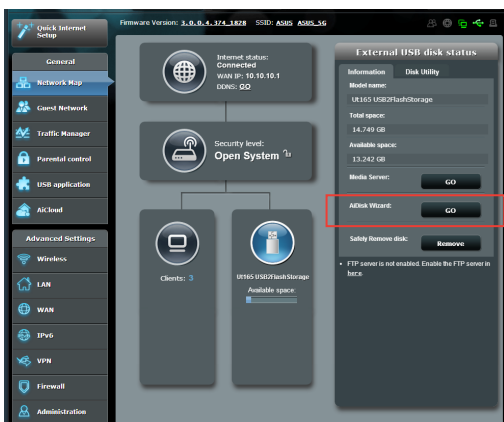 Quick Internet
Setup
Firmware Version: 3.0.0.4.374_1828 SSID: ASUS ASUS_5G
General
Network Map
Guest Network
Traffic Manager
Parental control
USB application
AiCloud
Advanced Settings
Wireless
LAN
WAN
IPv6
VPN
Firewall
Administration
Internet status:
Connected
WAN IP: 10.10.10.1
DDNS: GO
Security level:
Open System
Clients: 3
Ut165 USB2FlashStorage
Available space:
External USB disk status
Information Disk Utility
Model name:
Ut165 USB2FlashStorage
Total space:
14.749 GB
Available space:
13.242 GB
Media Server: GO
AiDisk Wizard: GO
Safely Remove disk: Remove
FTP server is not enabled. Enable the FTP server in
here.